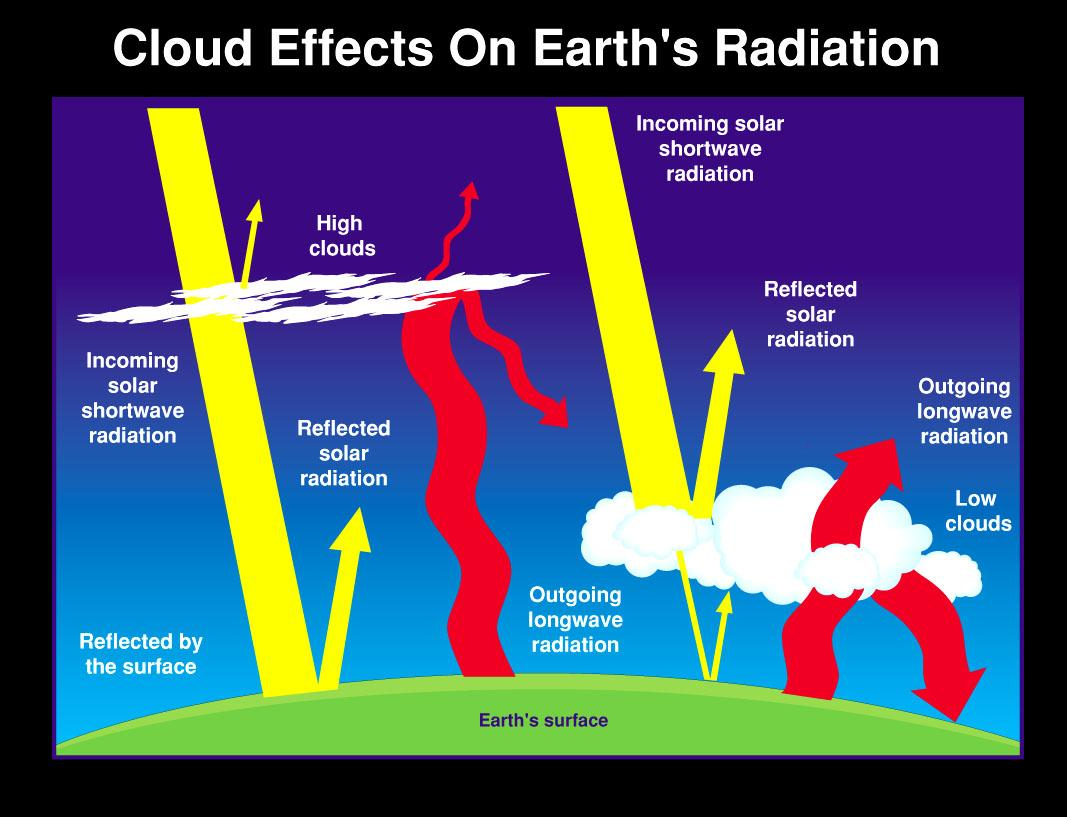 Cloud Effects On Earth's Radiation
Incoming solar
shortwave
radiation
High
clouds
Reflected
solar
radiation
Incoming
solar
shortwave
radiation
Outgoing
longwave
radiation
Reflected
solar
radiation
Low
clouds
Outgoing
longwave
radiation
Reflected by
the surface
Earth's surface